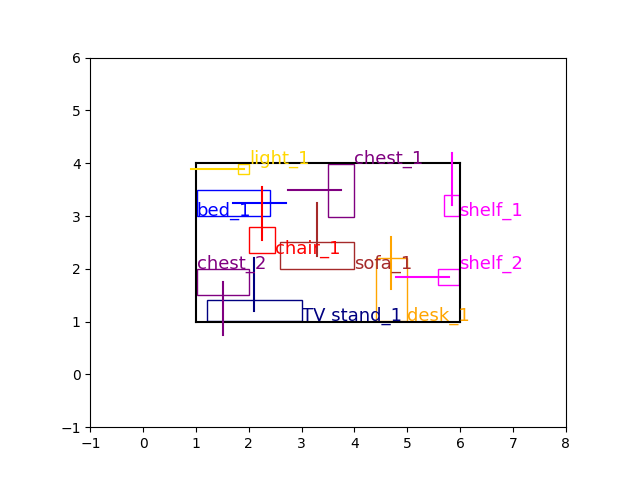 6
5
4
3
2
1
0
−1
light_1
chest_1
bed_1
shelf_1
chair_1
chest_2
sofa_1
shelf_2
TV stand_1
desk_1
−1 0 1 2 3 4 5 6 7 8